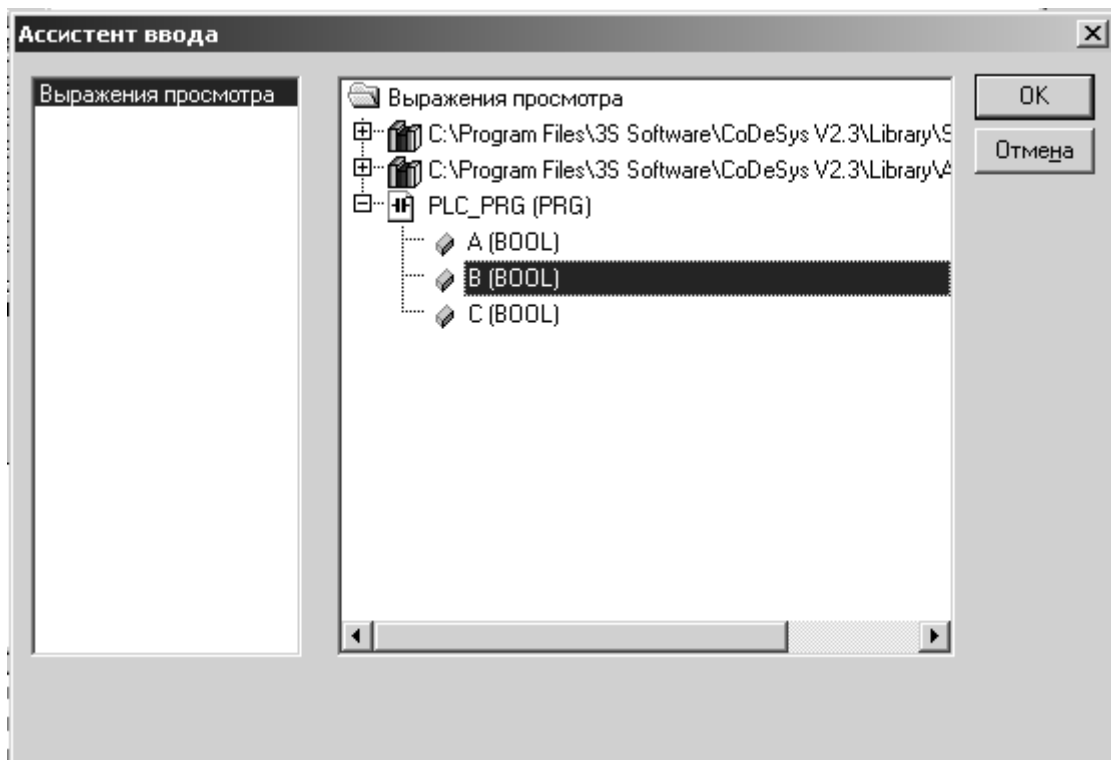 Ассистент ввода
Выражения просмотра
Выражения просмотра
C:\Program Files\3S Software\CoDeSys V2.3\Library\S
C:\Program Files\3S Software\CoDeSys V2.3\Library\A
PLC_PRG (PRG)
A (BOOL)
B (BOOL)
C (BOOL)
OK
Отмена